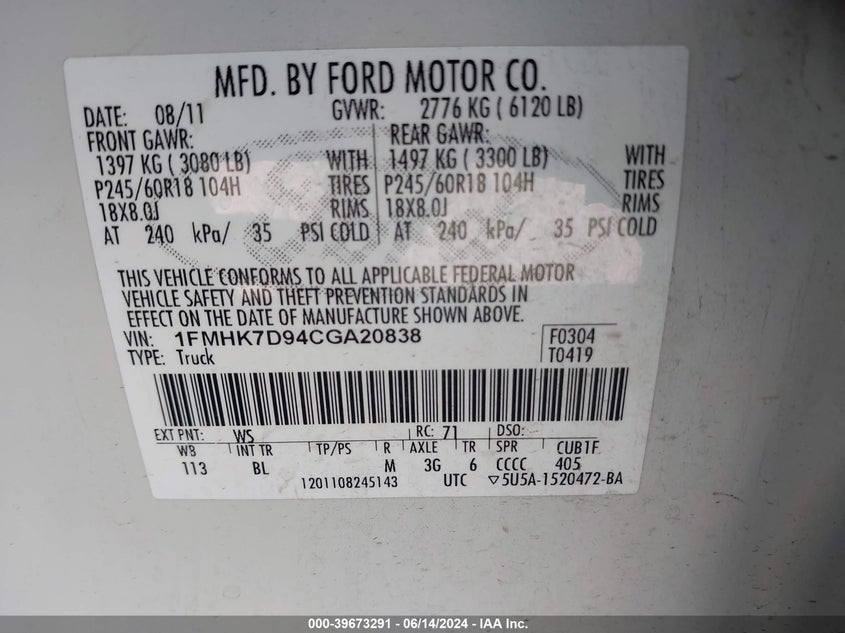 MFD. BY FORD MOTOR CO.
DATE: 08/11 GVWR: 2776 KG ( 6120 LB)
FRONT GAWR: REAR GAWR:
1397 KG ( 3080 LB) WITH 1497 KG ( 3300 LB) WITH
P245/60R18 104H TIRES P245/60R18 104H TIRES
18X8.0J RIMS 18X8.0J RIMS
AT 240 kPa/ 35 PSI COLD AT 240 kPa/ 35 PSI COLD
THIS VEHICLE CONFORMS TO ALL APPLICABLE FEDERAL MOTOR
VEHICLE SAFETY AND THEFT PREVENTION STANDARDS IN
EFFECT ON THE DATE OF MANUFACTURE SHOWN ABOVE.
VIN: 1FMHK7D94CGA20838 F0304
TYPE: Truck T0419
EXT PNT: WS RC: 71 DSO:
WB INT TR TP/PS R AXLE TR SPR CUB1F
113 BL M 3G 6 CCCC 405
1201108245143 UTC ▽5U5A-1520472-BA
000-39673291 - 06/14/2024 - IAA Inc.